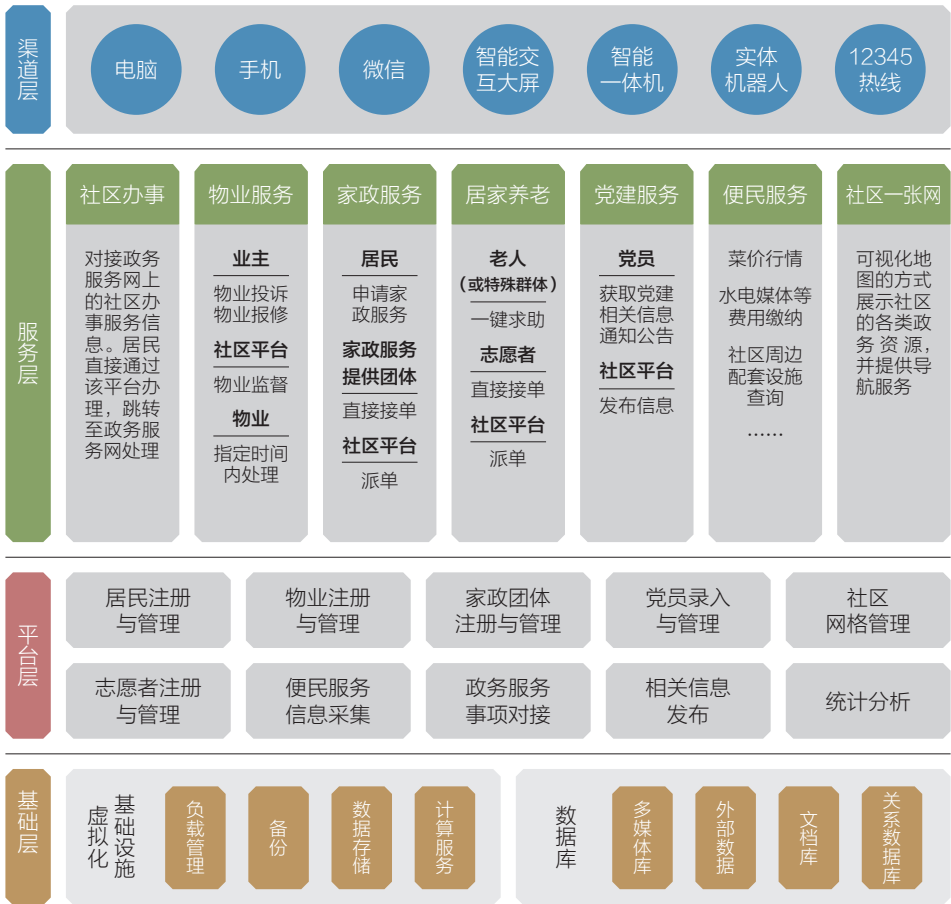 渠道层
电脑
手机
微信
智能交
互大屏
智能
一体机
实体
机器人
12345
热线
服务层
社区办事
对接政务
服务网上
的社区办
事服务信
息。居民
直接通过
该平台办
理，跳转
至政务服
务网处理
物业服务
业主
物业投诉
物业报修
社区平台
物业监督
物业
指定时间
内处理
家政服务
居民
申请家
政服务
家政服务
提供团体
直接接单
社区平台
派单
居家养老
老人
（或特殊群体）
一键求助
志愿者
直接接单
社区平台
派单
党建服务
党员
获取党建
相关信息
通知公告
社区平台
发布信息
便民服务
菜价行情
水电媒体等
费用缴纳
社区周边
配套设施
查询
……
社区一张网
可视化地
图的方式
展示社区
的各类政
务资源，
并提供导
航服务
平台层
居民注册
与管理
物业注册
与管理
家政团体
注册与管理
党员录入
与管理
社区
网格管理
志愿者注册
与管理
便民服务
信息采集
政务服务
事项对接
相关信息
发布
统计分析
基础层
基础设施
虚拟化
负载管理
备份
数据存储
计算服务
数据库
多媒体库
外部数据
文档库
关系数据库